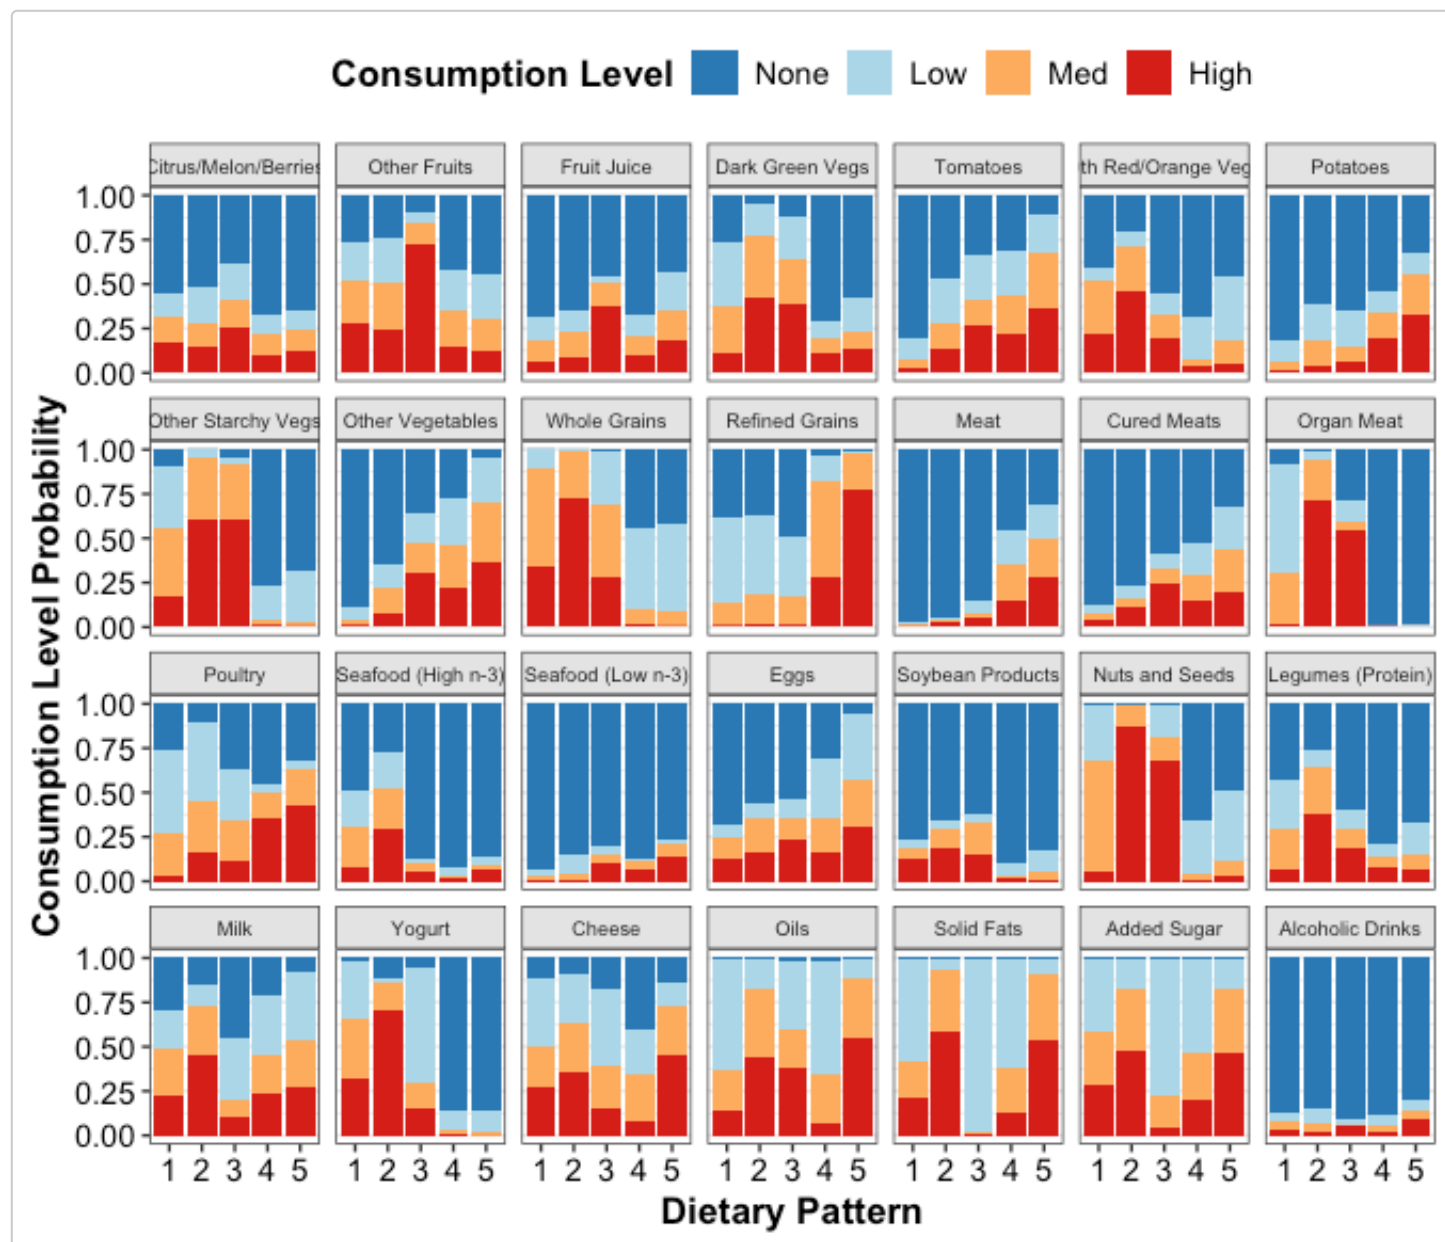 Consumption Level None Low Med High
Citrus/Melon/Berries Other Fruits Fruit Juice Dark Green Vegs Tomatoes th Red/Orange Veg Potatoes
1.00
0.75
0.50
0.25
0.00
Other Starchy Vegs Other Vegetables Whole Grains Refined Grains Meat Cured Meats Organ Meat
1.00
0.75
0.50
0.25
0.00
Consumption Level Probability
Poultry Seafood (High n-3) Seafood (Low n-3) Eggs Soybean Products Nuts and Seeds Legumes (Protein)
1.00
0.75
0.50
0.25
0.00
Milk Yogurt Cheese Oils Solid Fats Added Sugar Alcoholic Drinks
1.00
0.75
0.50
0.25
0.00
1 2 3 4 5 1 2 3 4 5 1 2 3 4 5 1 2 3 4 5 1 2 3 4 5 1 2 3 4 5 1 2 3 4 5
Dietary Pattern